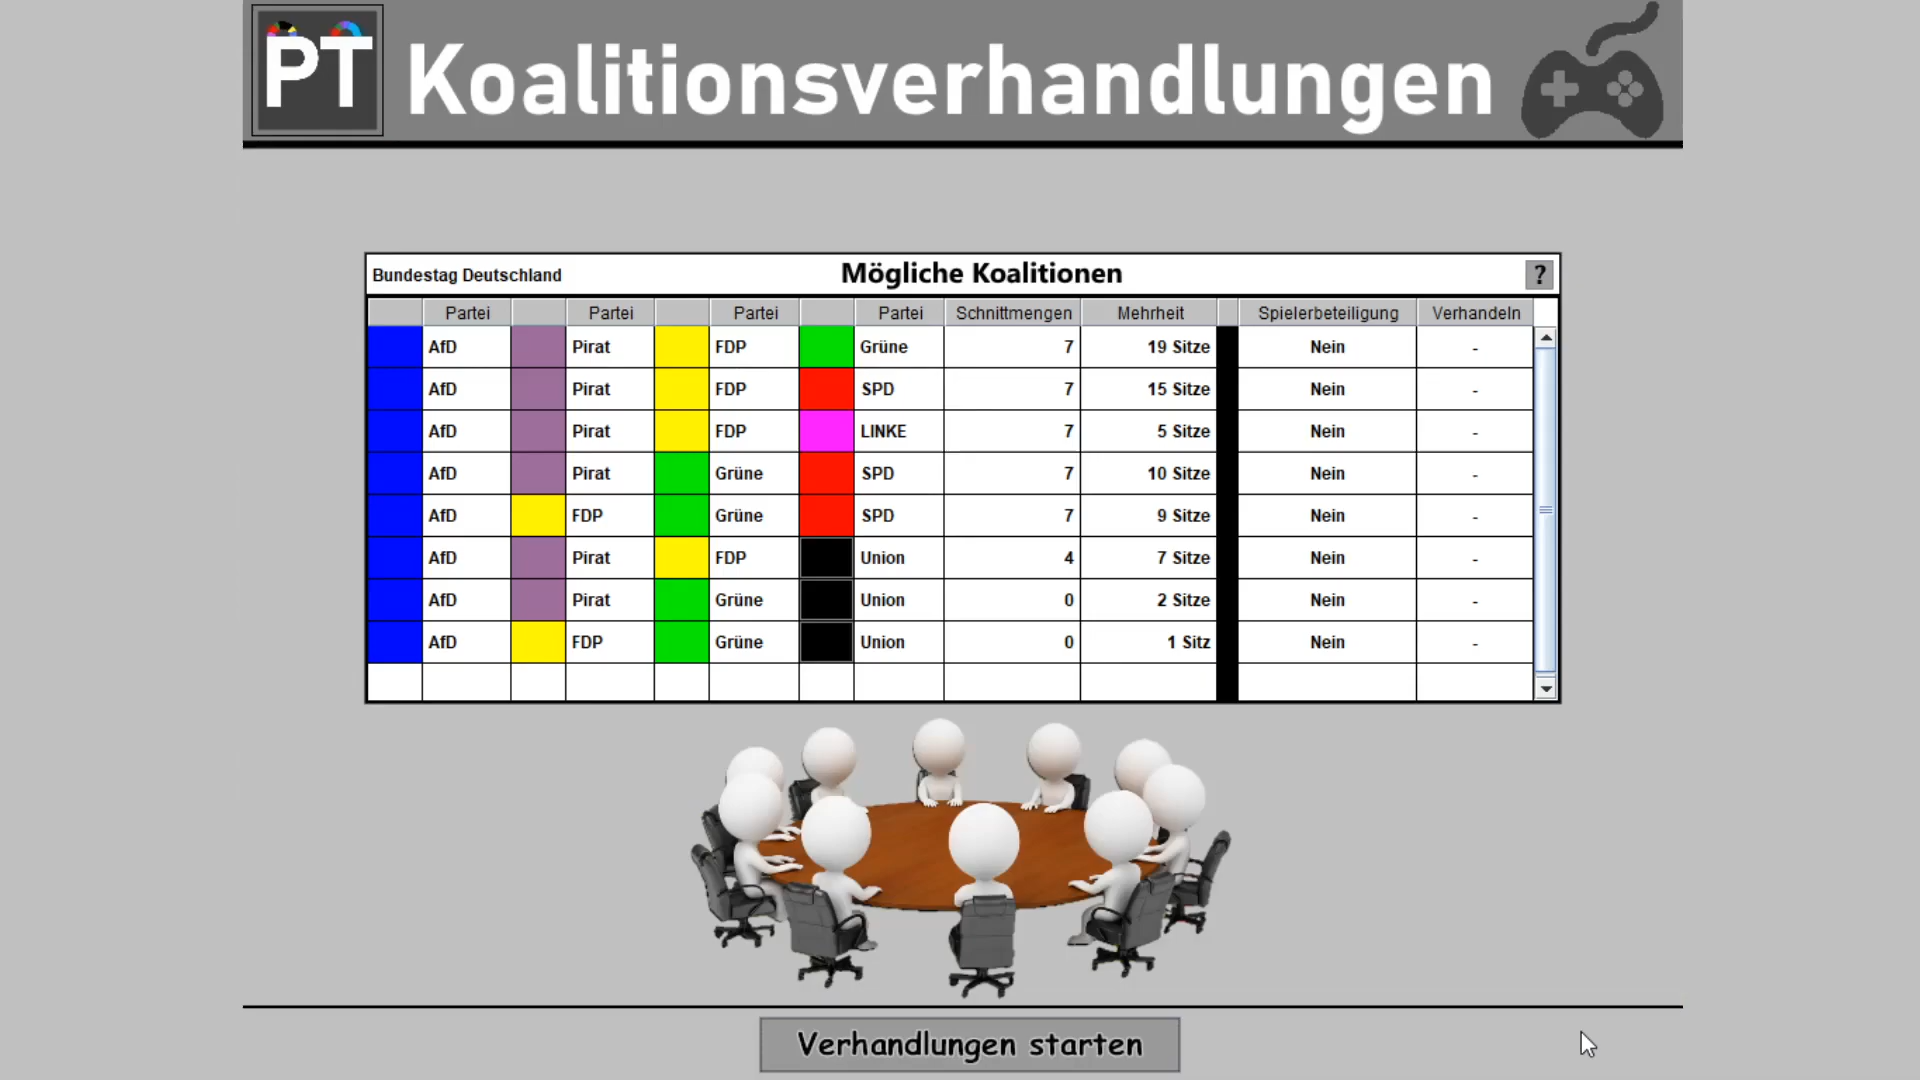 PT Koalitionsverhandlungen
Bundestag Deutschland Mögliche Koalitionen ?
Partei Partei Partei Partei Schnittmengen Mehrheit Spielerbeteiligung Verhandeln
AfD Pirat FDP Grüne 7 19 Sitze Nein -
AfD Pirat FDP SPD 7 15 Sitze Nein -
AfD Pirat FDP LINKE 7 5 Sitze Nein -
AfD Pirat Grüne SPD 7 10 Sitze Nein -
AfD FDP Grüne SPD 7 9 Sitze Nein -
AfD Pirat FDP Union 4 7 Sitze Nein -
AfD Pirat Grüne Union 0 2 Sitze Nein -
AfD FDP Grüne Union 0 1 Sitz Nein -
Verhandlungen starten